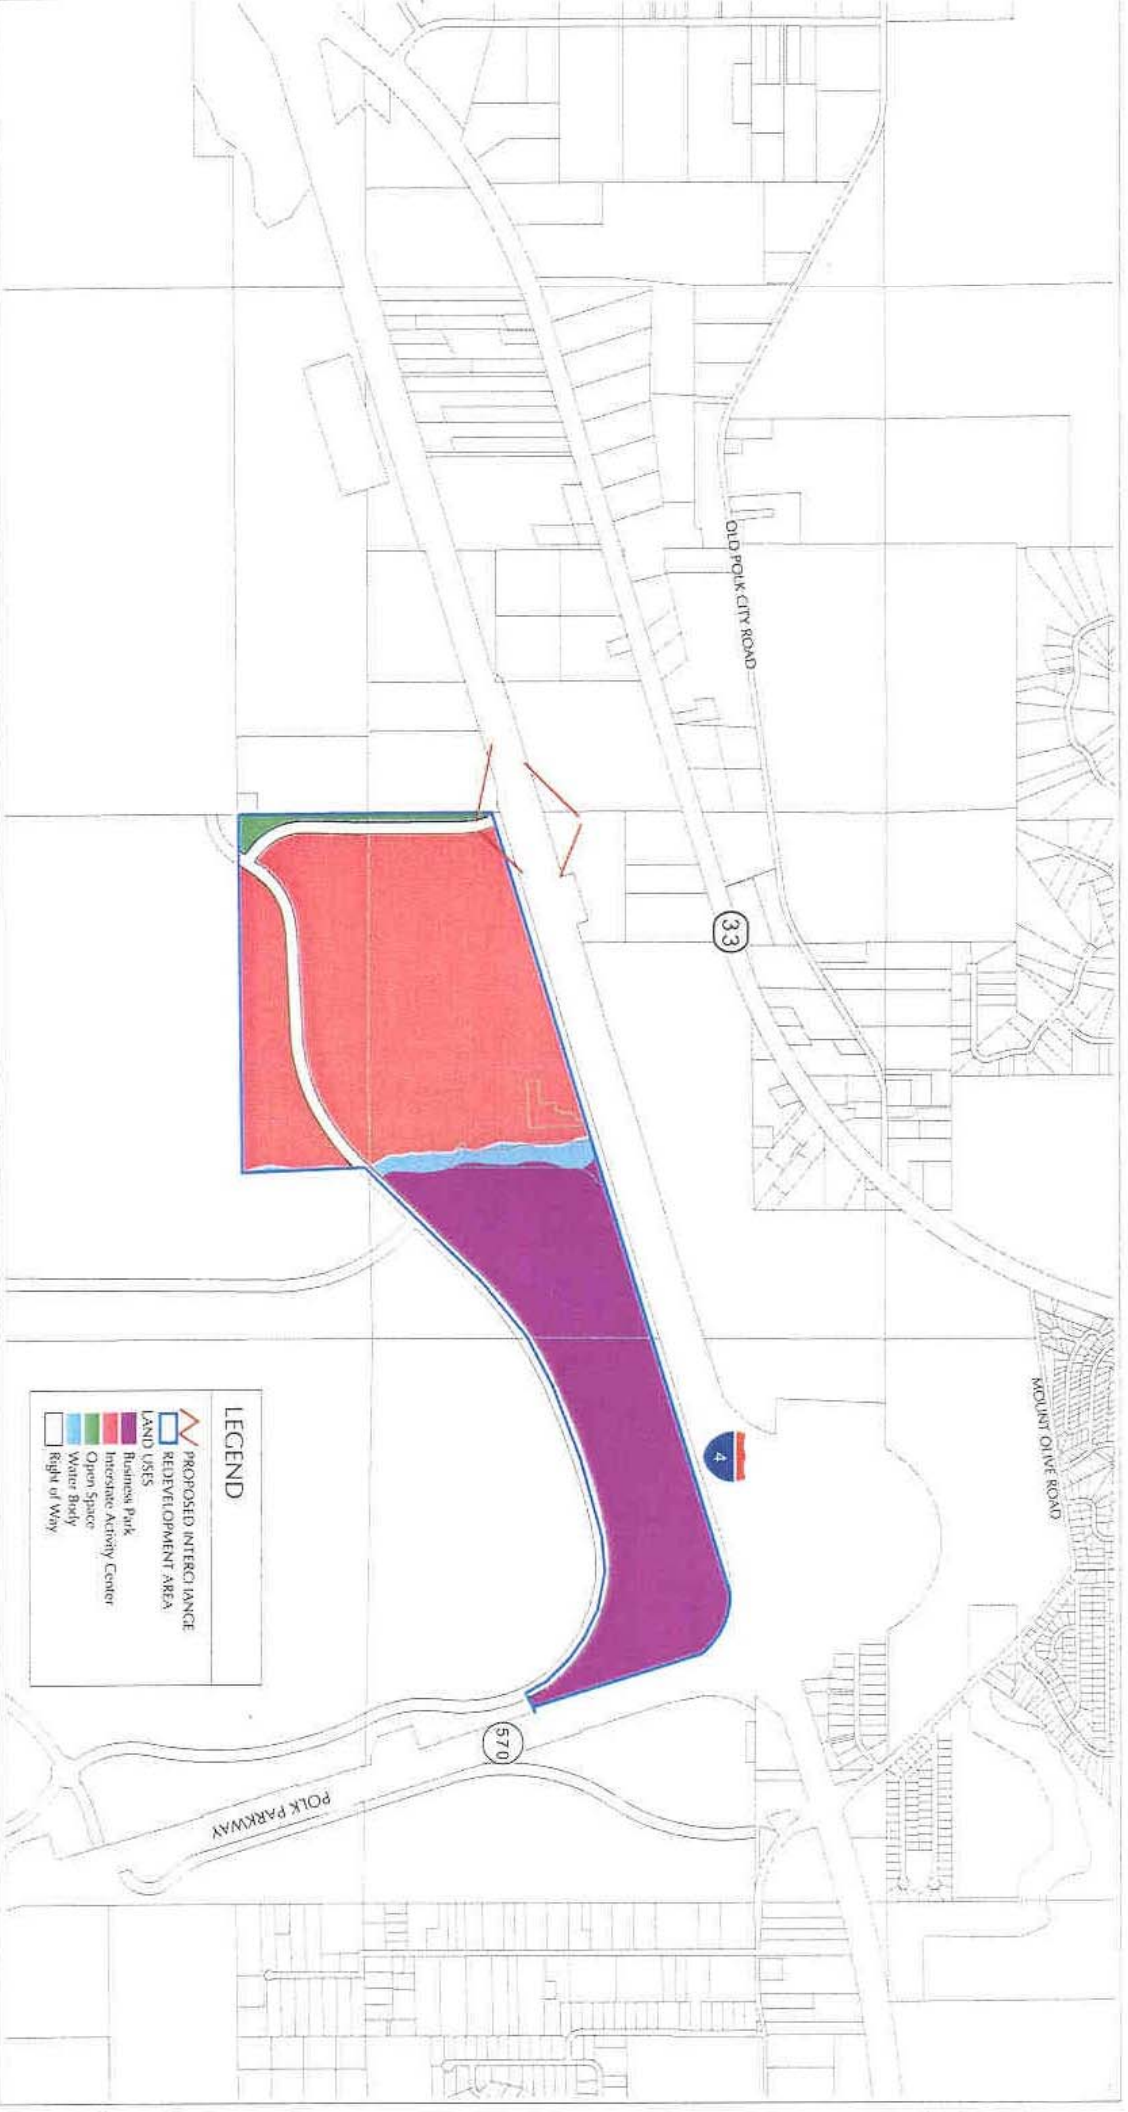 OLD POLK CITY ROAD
33
MOUNT OLIVE ROAD
4
570
POLK PARKWAY
LEGEND
PROPOSED INTERCHANGE
REDEVELOPMENT AREA
LAND USES
Business Park
Interstate Activity Center
Open Space
Water Body
Right of Way